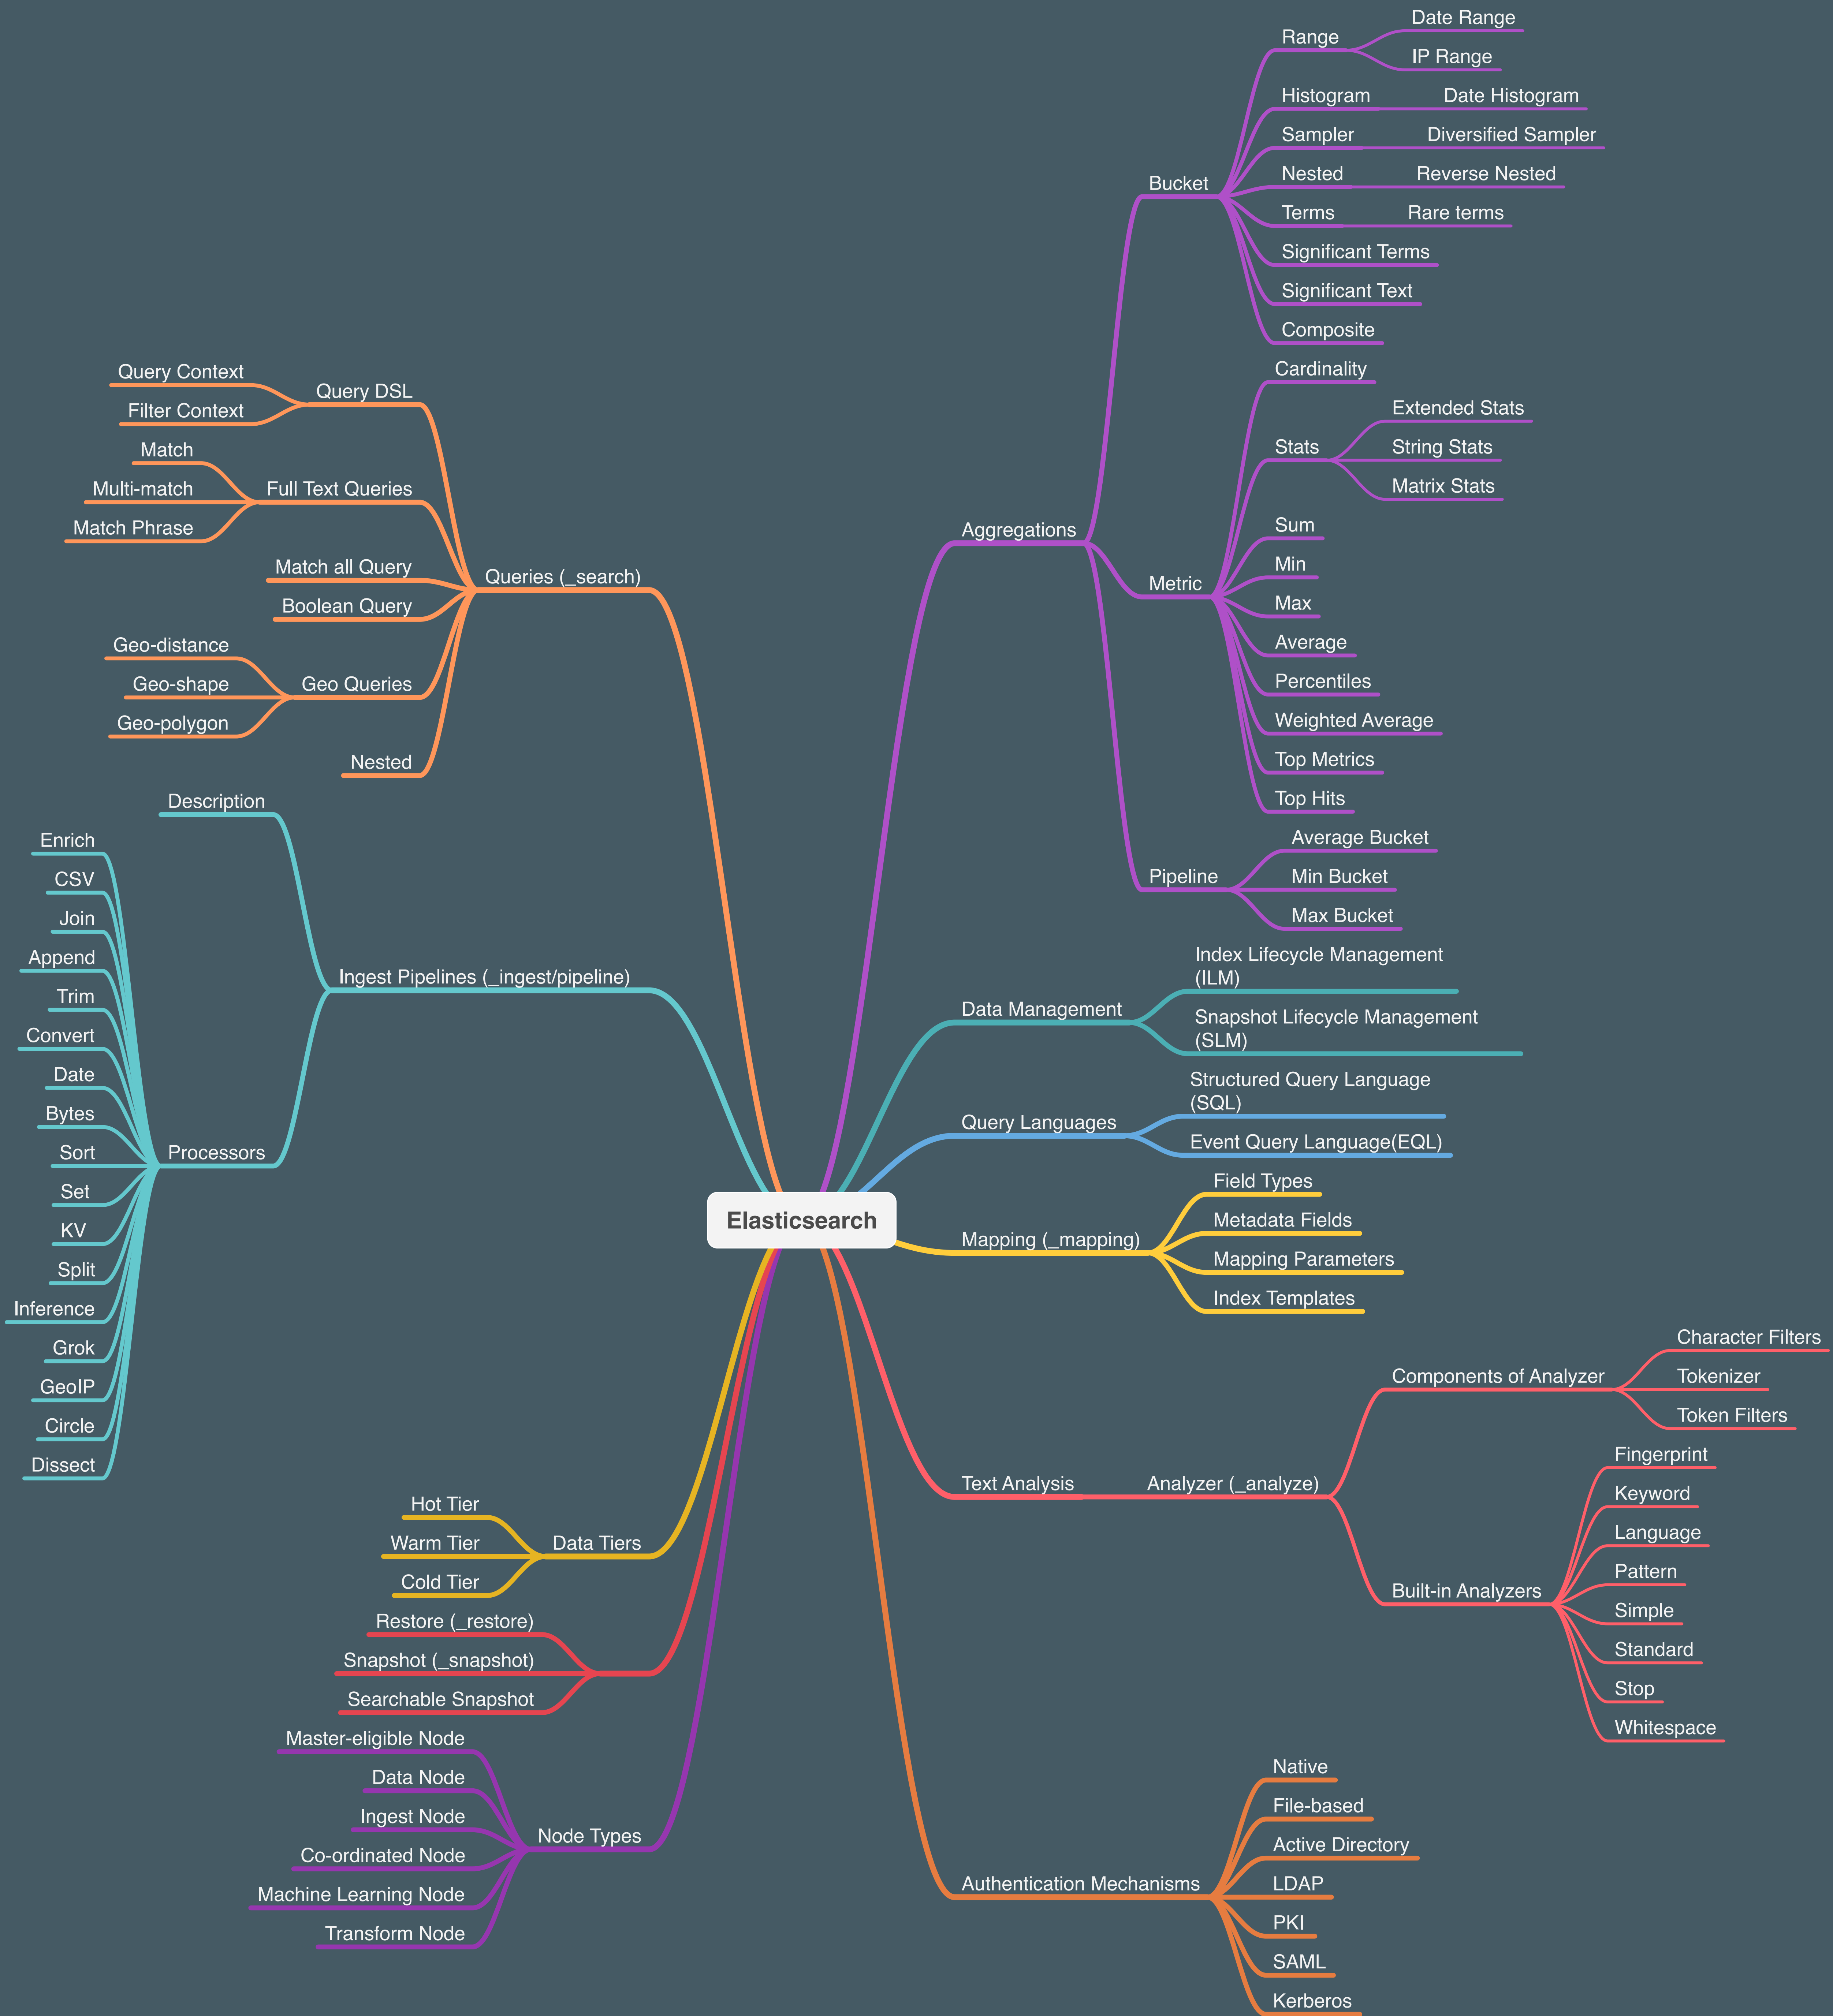 Elasticsearch
Queries (_search)
Query DSL
Query Context
Filter Context
Full Text Queries
Match
Multi-match
Match Phrase
Match all Query
Boolean Query
Geo Queries
Geo-distance
Geo-shape
Geo-polygon
Nested
Ingest Pipelines (_ingest/pipeline)
Description
Processors
Enrich
CSV
Join
Append
Trim
Convert
Date
Bytes
Sort
Set
KV
Split
Inference
Grok
GeoIP
Circle
Dissect
Data Tiers
Hot Tier
Warm Tier
Cold Tier
Restore (_restore)
Snapshot (_snapshot)
Searchable Snapshot
Node Types
Master-eligible Node
Data Node
Ingest Node
Co-ordinated Node
Machine Learning Node
Transform Node
Aggregations
Bucket
Range
Date Range
IP Range
Histogram
Date Histogram
Sampler
Diversified Sampler
Nested
Reverse Nested
Terms
Rare terms
Significant Terms
Significant Text
Composite
Metric
Cardinality
Stats
Extended Stats
String Stats
Matrix Stats
Sum
Min
Max
Average
Percentiles
Weighted Average
Top Metrics
Top Hits
Pipeline
Average Bucket
Min Bucket
Max Bucket
Data Management
Index Lifecycle Management
(ILM)
Snapshot Lifecycle Management
(SLM)
Query Languages
Structured Query Language
(SQL)
Event Query Language(EQL)
Mapping (_mapping)
Field Types
Metadata Fields
Mapping Parameters
Index Templates
Text Analysis
Analyzer (_analyze)
Components of Analyzer
Character Filters
Tokenizer
Token Filters
Built-in Analyzers
Fingerprint
Keyword
Language
Pattern
Simple
Standard
Stop
Whitespace
Authentication Mechanisms
Native
File-based
Active Directory
LDAP
PKI
SAML
Kerberos